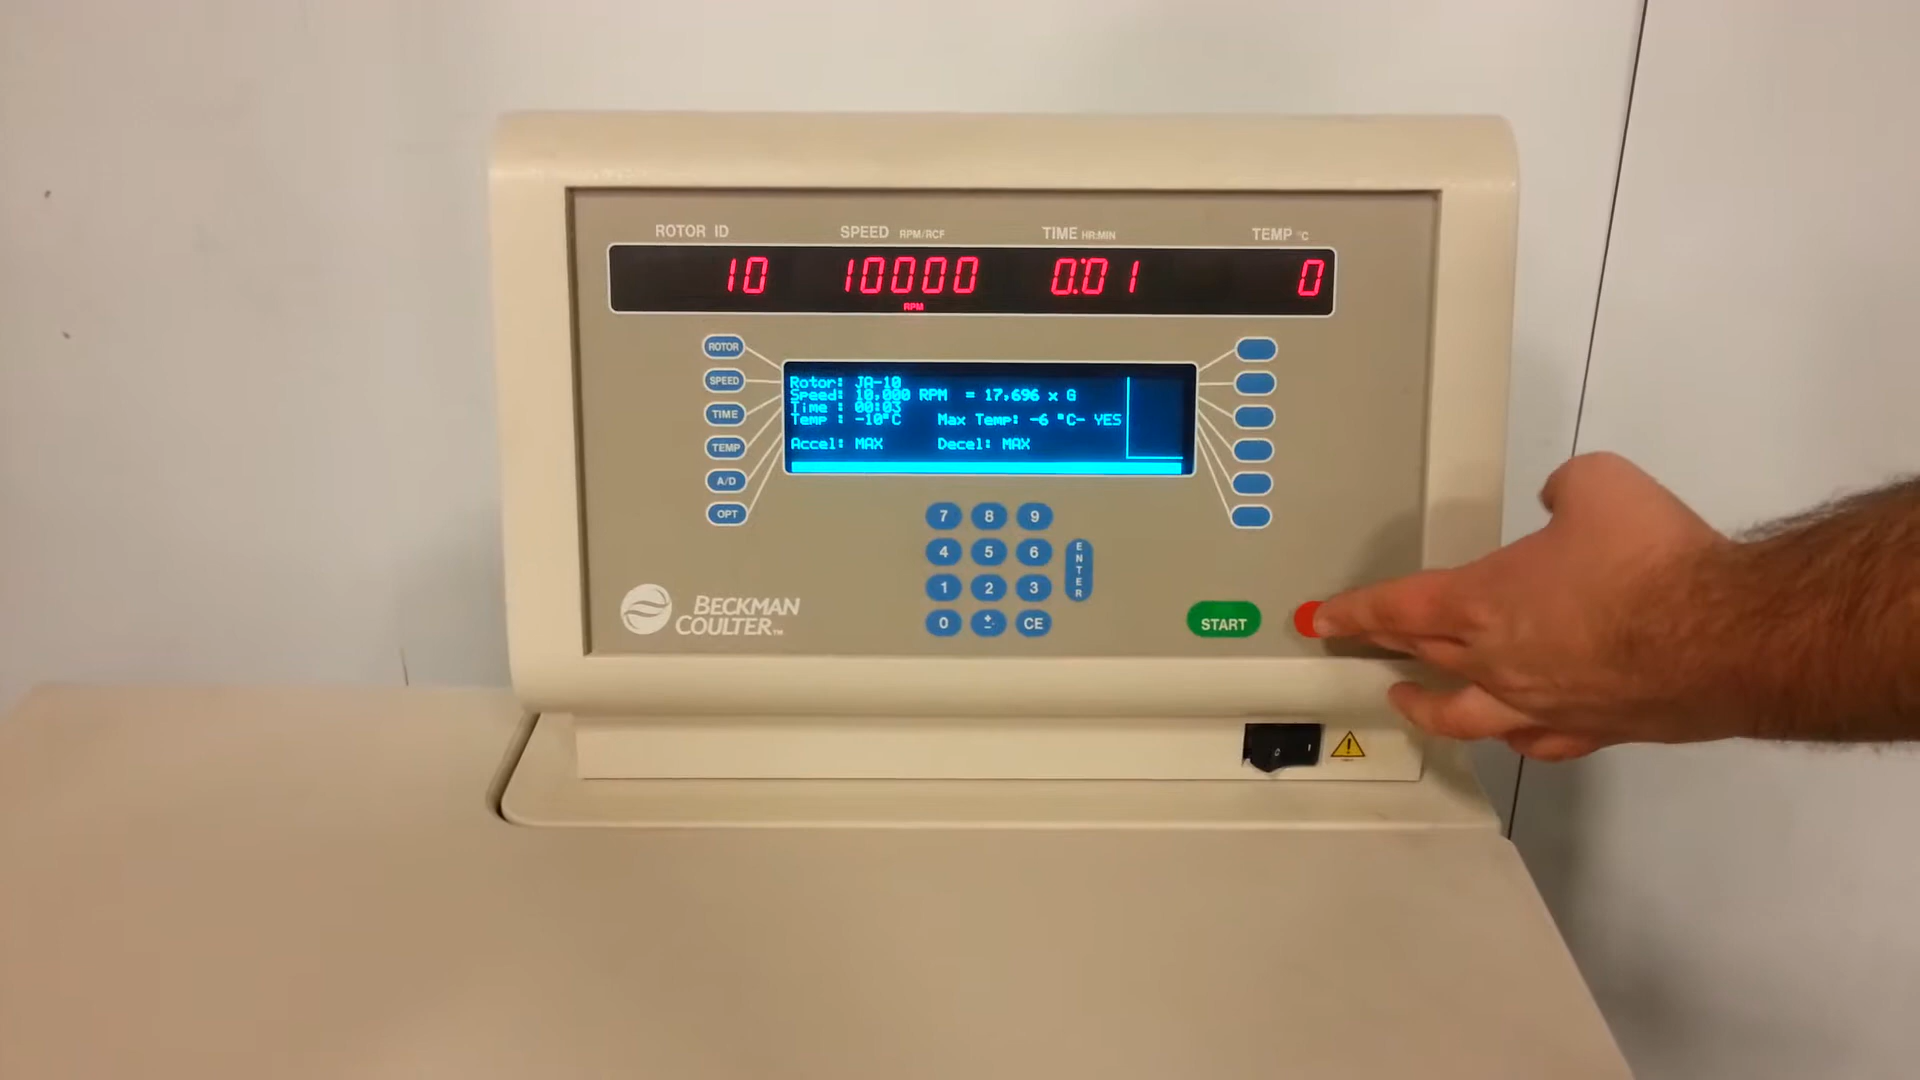 ROTOR ID SPEED RPM/RCF TIME HR:MIN TEMP °C
10 10000 0:01 0
RPM
ROTOR
SPEED
TIME
TEMP
A/D
OPT
Rotor: JA-10
Speed: 10,000 RPM = 17,696 x G
Time : 00:03
Temp : -10°C Max Temp: -6 °C- YES
Accel: MAX Decel: MAX
7 8 9
4 5 6
1 2 3
0 +/- CE
ENTER
BECKMAN
COULTER™
START
O I